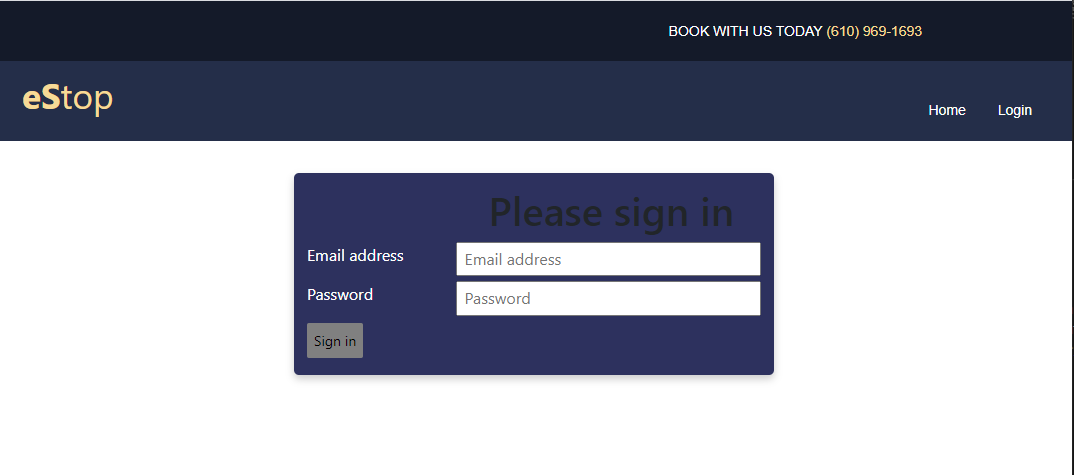 BOOK WITH US TODAY (610) 969-1693
eStop
Home Login
Please sign in
Email address Email address
Password Password
Sign in